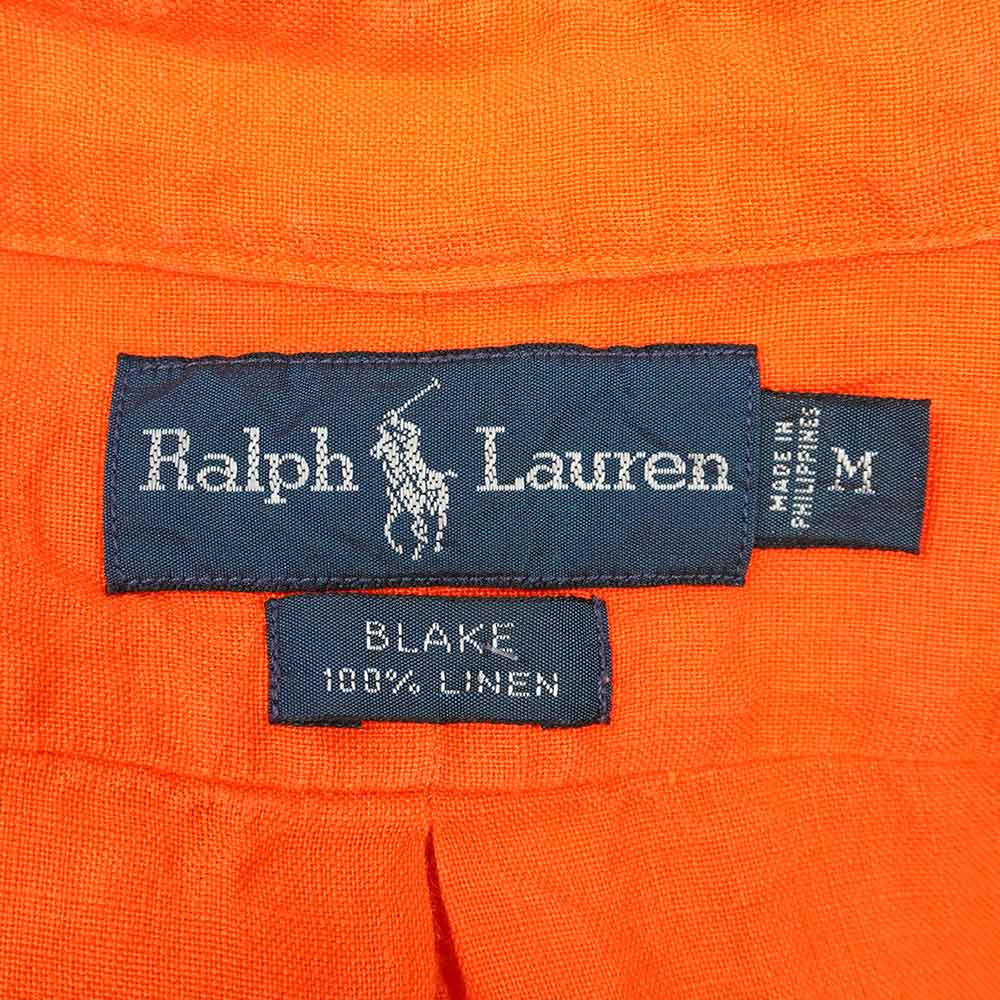 Ralph Lauren
MADE IN
PHILIPPINES
M
BLAKE
100% LINEN